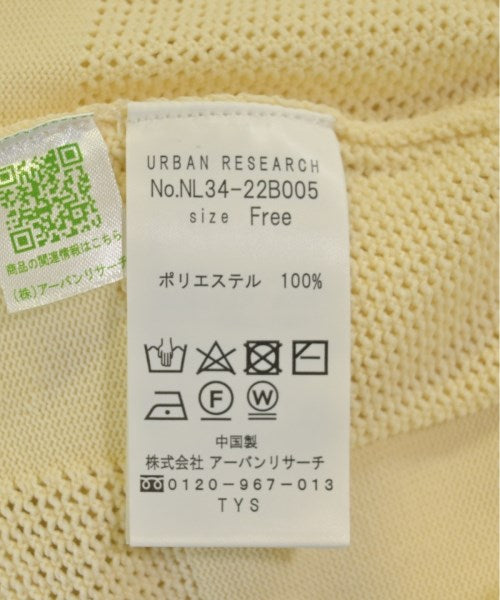 URBAN RESEARCH
No.NL34-22B005
size Free
ポリエステル 100%
F W
中国製
株式会社 アーバンリサーチ
0120-967-013
TYS
商品の関連情報はこちら
(株)アーバンリサーチ